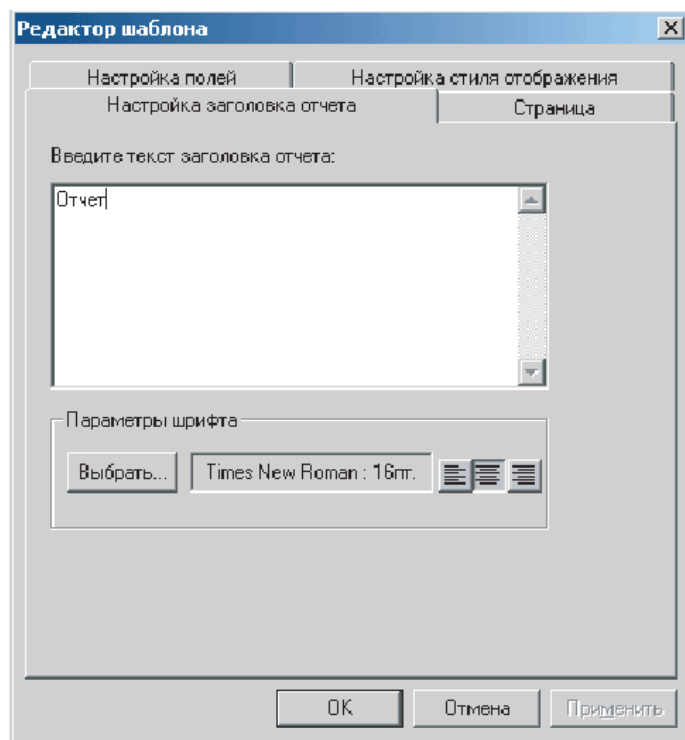 Редактор шаблона
Настройка полей
Настройка стиля отображения
Настройка заголовка отчета
Страница
Введите текст заголовка отчета:
Отчет
Параметры шрифта
Выбрать...
Times New Roman : 16пт.
OK
Отмена
Применить